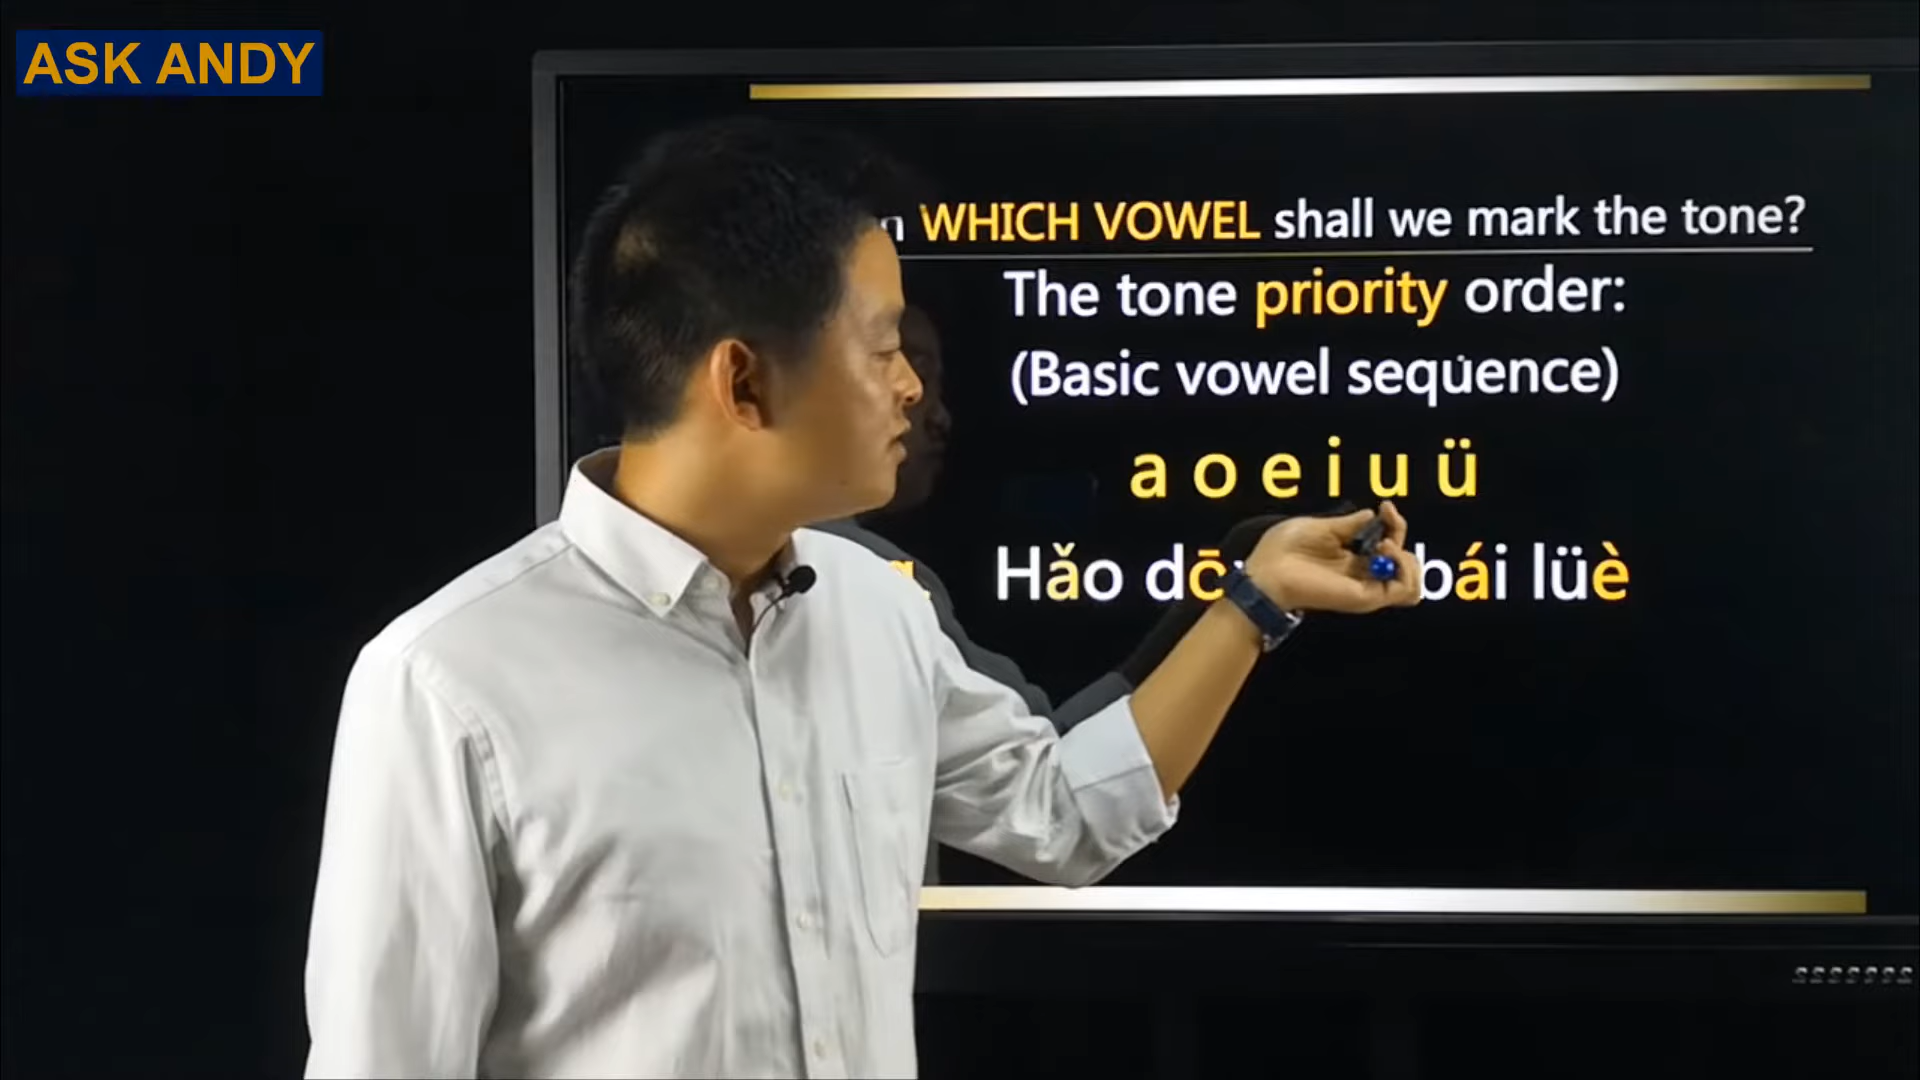 ASK ANDY
WHICH VOWEL shall we mark the tone?
The tone priority order:
(Basic vowel sequence)
a o e i u ü
Hǎo bái lüè